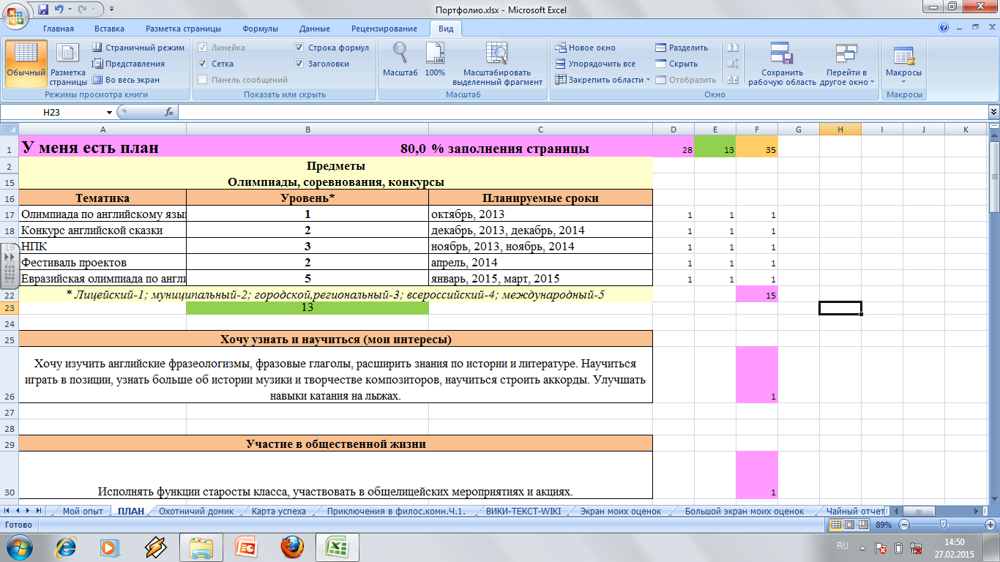 Портфолио.xlsx - Microsoft Excel
Главная Вставка Разметка страницы Формулы Данные Рецензирование Вид
Обычный
Разметка страницы
Страничный режим
Представления
Во весь экран
Режимы просмотра книги
Линейка
Сетка
Панель сообщений
Строка формул
Заголовки
Показать или скрыть
Масштаб
100%
Масштабировать выделенный фрагмент
Масштаб
Новое окно
Упорядочить все
Закрепить области
Разделить
Скрыть
Отобразить
Сохранить рабочую область
Перейти в другое окно
Окно
Макросы
Макросы
H23 fx
A B C D E F G H I J K
1 У меня есть план 80,0 % заполнения страницы 28 13 35
2 Предметы
15 Олимпиады, соревнования, конкурсы
16 Тематика Уровень* Планируемые сроки
17 Олимпиада по английскому язы 1 октябрь, 2013 1 1 1
18 Конкурс английской сказки 2 декабрь, 2013, декабрь, 2014 1 1 1
19 НПК 3 ноябрь, 2013, ноябрь, 2014 1 1 1
20 Фестиваль проектов 2 апрель, 2014 1 1 1
21 Евразийская олимпиада по англи 5 январь, 2015, март, 2015 1 1 1
22 * Лицейский-1; муниципальный-2; городской,региональный-3; всероссийский-4; международный-5 15
23 13
24
25 Хочу узнать и научиться (мои интересы)
Хочу изучить английские фразеологизмы, фразовые глаголы, расширить знания по истории и литературе. Научиться
играть в позиции, узнать больше об истории музыки и творчестве композиторов, научиться строить аккорды. Улучшать
26 навыки катания на лыжах. 1
27
28
29 Участие в общественной жизни
30 Исполнять функции старосты класса, участвовать в общелицейских мероприятиях и акциях. 1
Мой опыт ПЛАН Охотничий домик Карта успеха Приключения в филос.комн.Ч.1. ВИКИ-ТЕКСТ-WIKI Экран моих оценок Большой экран моих оценок Чайный отчет
Готово 89%
RU 14:50
27.02.2015